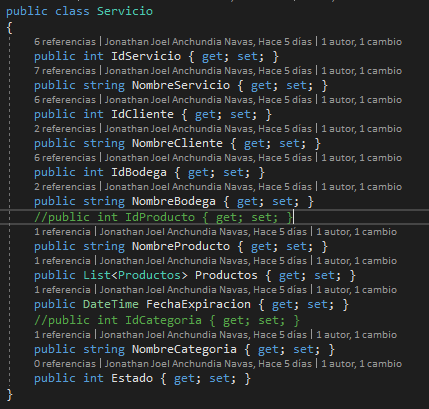 public class Servicio
{
6 referencias | Jonathan Joel Anchundia Navas, Hace 5 días | 1 autor, 1 cambio
public int IdServicio { get; set; }
7 referencias | Jonathan Joel Anchundia Navas, Hace 5 días | 1 autor, 1 cambio
public string NombreServicio { get; set; }
6 referencias | Jonathan Joel Anchundia Navas, Hace 5 días | 1 autor, 1 cambio
public int IdCliente { get; set; }
2 referencias | Jonathan Joel Anchundia Navas, Hace 5 días | 1 autor, 1 cambio
public string NombreCliente { get; set; }
6 referencias | Jonathan Joel Anchundia Navas, Hace 5 días | 1 autor, 1 cambio
public int IdBodega { get; set; }
2 referencias | Jonathan Joel Anchundia Navas, Hace 5 días | 1 autor, 1 cambio
public string NombreBodega { get; set; }
//public int IdProducto { get; set; }
1 referencia | Jonathan Joel Anchundia Navas, Hace 5 días | 1 autor, 1 cambio
public string NombreProducto { get; set; }
1 referencia | Jonathan Joel Anchundia Navas, Hace 5 días | 1 autor, 1 cambio
public List<Productos> Productos { get; set; }
1 referencia | Jonathan Joel Anchundia Navas, Hace 5 días | 1 autor, 1 cambio
public DateTime FechaExpiracion { get; set; }
//public int IdCategoria { get; set; }
1 referencia | Jonathan Joel Anchundia Navas, Hace 5 días | 1 autor, 1 cambio
public string NombreCategoria { get; set; }
0 referencias | Jonathan Joel Anchundia Navas, Hace 5 días | 1 autor, 1 cambio
public int Estado { get; set; }
}